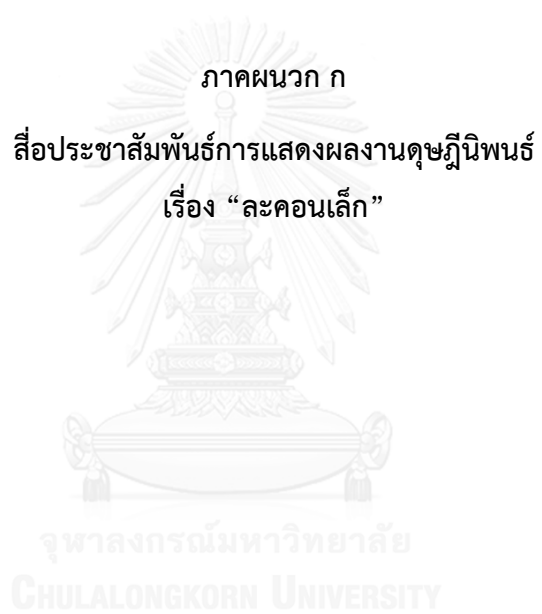 ภาคผนวก ก
สื่อประชาสัมพันธ์การแสดงผลงานดุษฎีนิพนธ์
เรื่อง “ละคอนเล็ก”
จุฬาลงกรณ์มหาวิทยาลัย
CHULALONGKORN UNIVERSITY